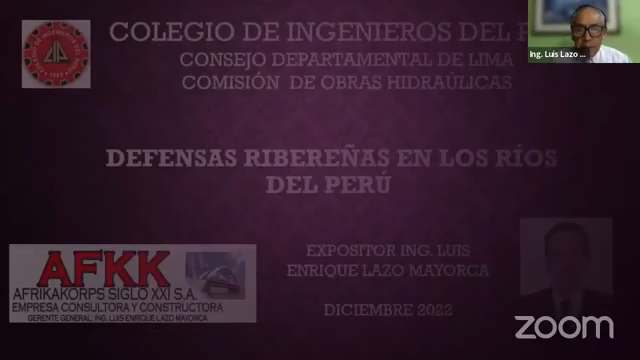 COLEGIO DE INGENIEROS DEL
CONSEJO DEPARTAMENTAL DE LIMA
COMISIÓN DE OBRAS HIDRAÚLICAS
Ing. Luis Lazo ...
DEFENSAS RIBEREÑAS EN LOS RÍOS
DEL PERÚ
AFKK
AFRIKAKORPS SIGLO XXI S.A.
EMPRESA CONSULTORA Y CONSTRUCTORA
GERENTE GENERAL: ING. LUIS ENRIQUE LAZO MAYORCA
EXPOSITOR ING. LUIS
ENRIQUE LAZO MAYORCA
DICIEMBRE 2022
zoom